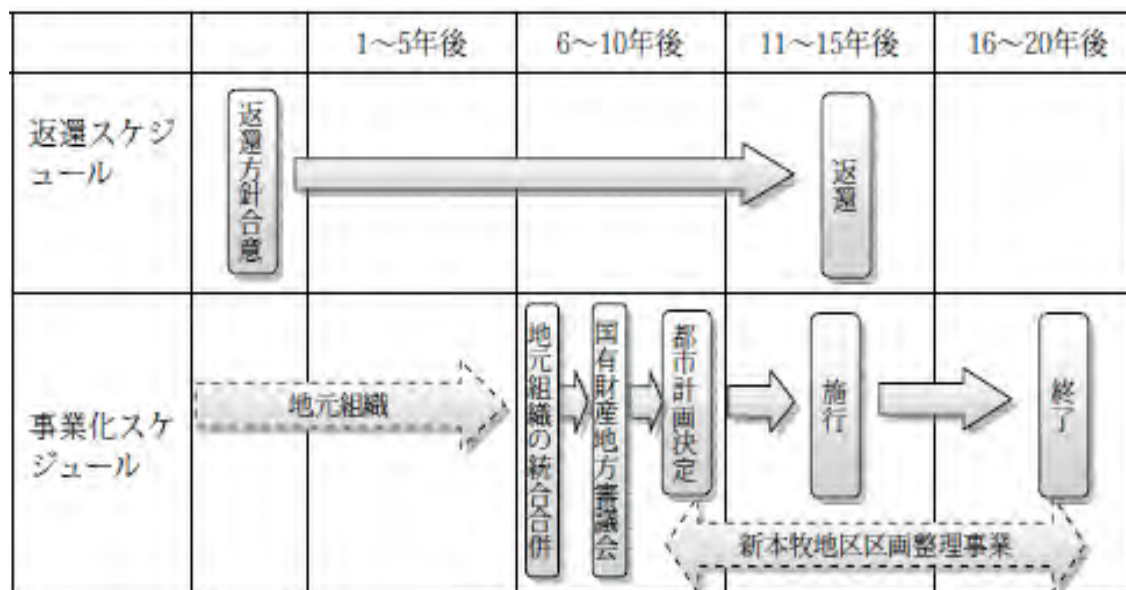 1～5年後
6～10年後
11～15年後
16～20年後
返還スケジ
ュール
返還方針合意
返還
事業化スケ
ジュール
地元組織
地元組織の統合合併
国有財産地方審議会
都市計画決定
施行
終了
新本牧地区区画整理事業